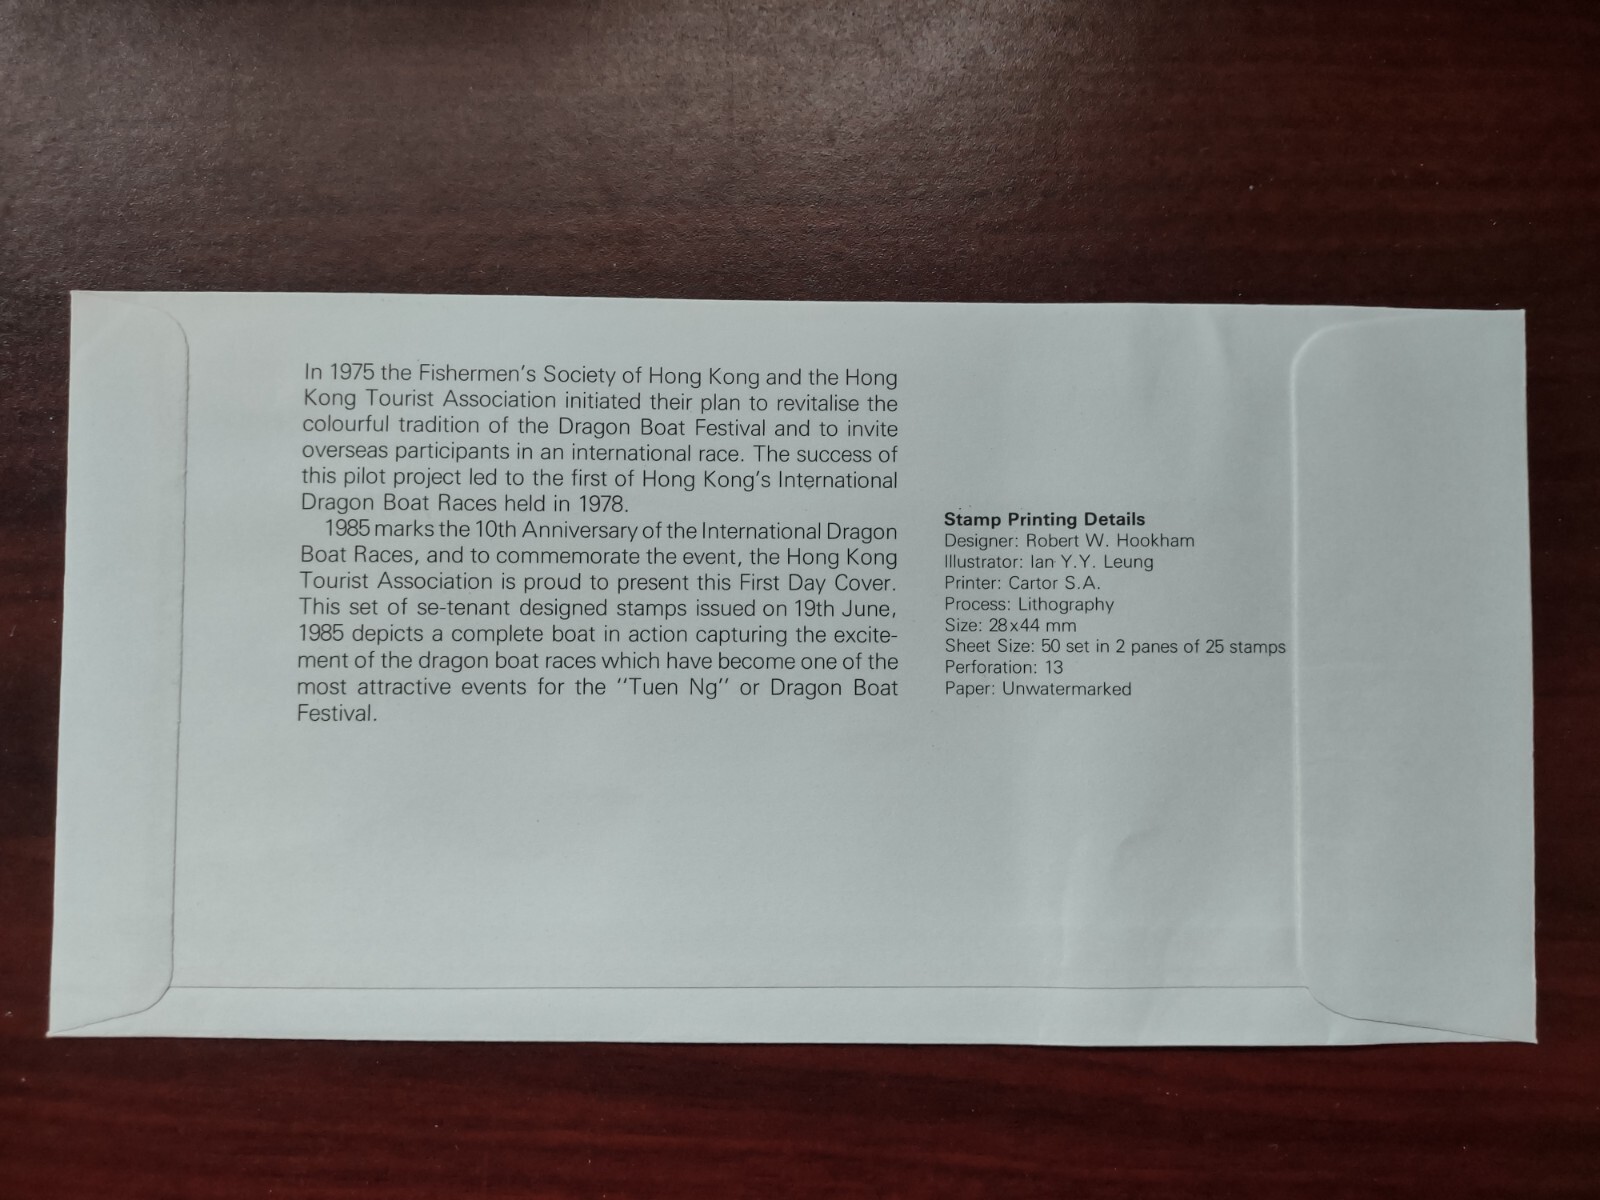 In 1975 the Fishermen's Society of Hong Kong and the Hong
Kong Tourist Association initiated their plan to revitalise the
colourful tradition of the Dragon Boat Festival and to invite
overseas participants in an international race. The success of
this pilot project led to the first of Hong Kong's International
Dragon Boat Races held in 1978.
1985 marks the 10th Anniversary of the International Dragon
Boat Races, and to commemorate the event, the Hong Kong
Tourist Association is proud to present this First Day Cover.
This set of se-tenant designed stamps issued on 19th June,
1985 depicts a complete boat in action capturing the excite-
ment of the dragon boat races which have become one of the
most attractive events for the "Tuen Ng" or Dragon Boat
Festival.
Stamp Printing Details
Designer: Robert W. Hookham
Illustrator: Ian Y.Y. Leung
Printer: Cartor S.A.
Process: Lithography
Size: 28x44 mm
Sheet Size: 50 set in 2 panes of 25 stamps
Perforation: 13
Paper: Unwatermarked